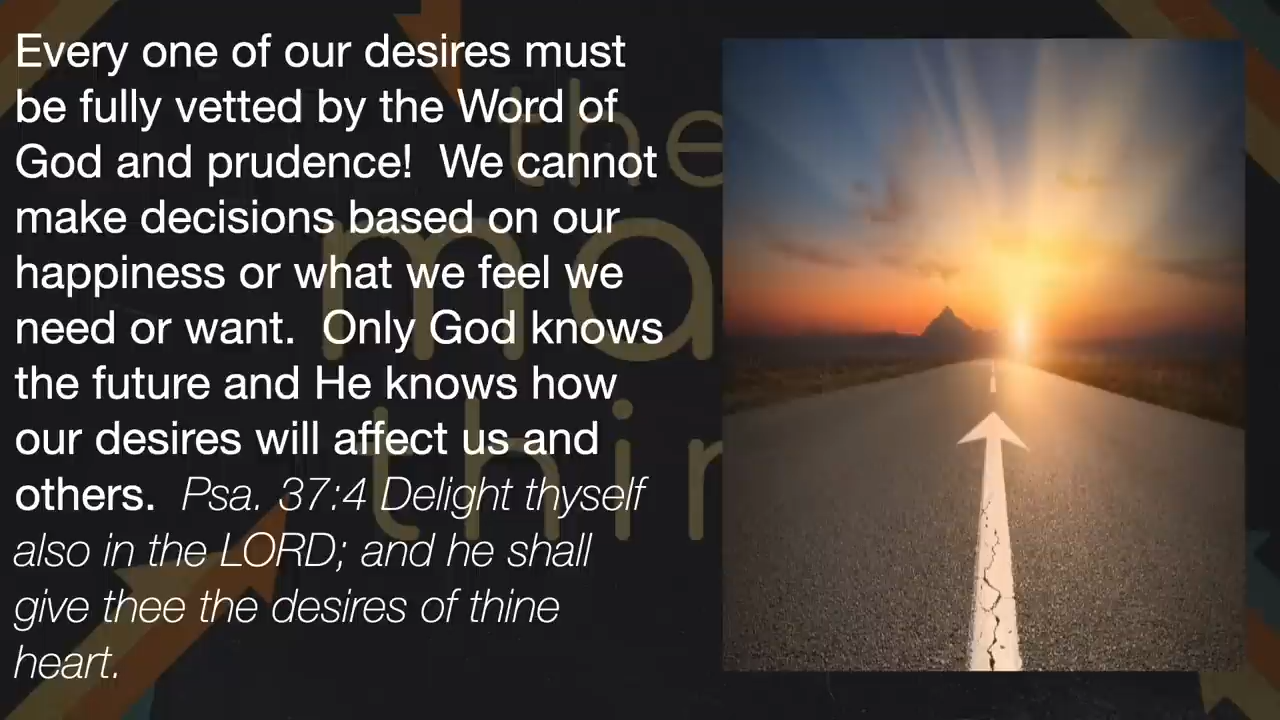 Every one of our desires must
be fully vetted by the Word of
God and prudence!  We cannot
make decisions based on our
happiness or what we feel we
need or want.  Only God knows
the future and He knows how
our desires will affect us and
others.  Psa. 37:4 Delight thyself
also in the LORD; and he shall
give thee the desires of thine
heart.
the
ma
thin